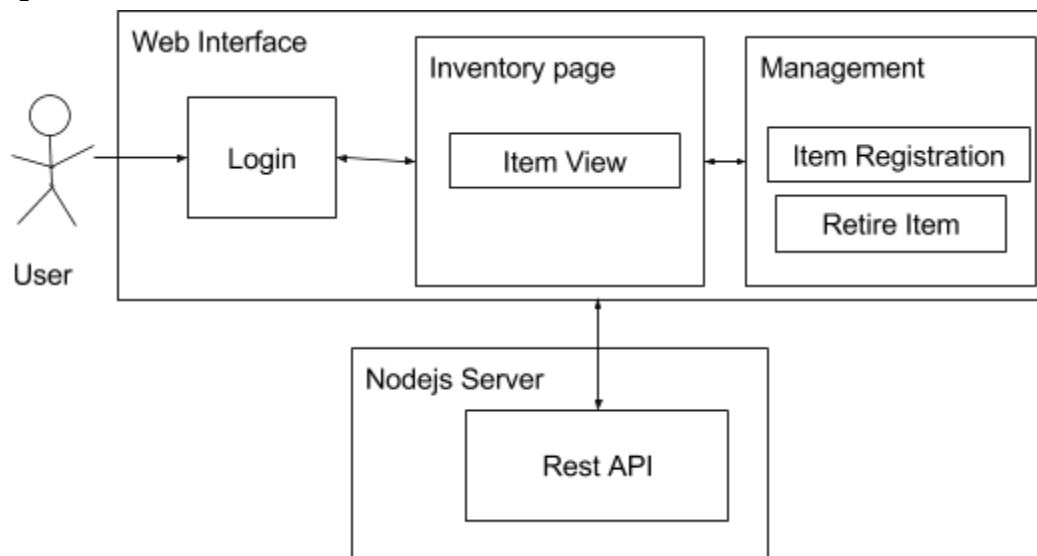 Web Interface
Inventory page
Management
Login
Item View
Item Registration
Retire Item
User
Nodejs Server
Rest API